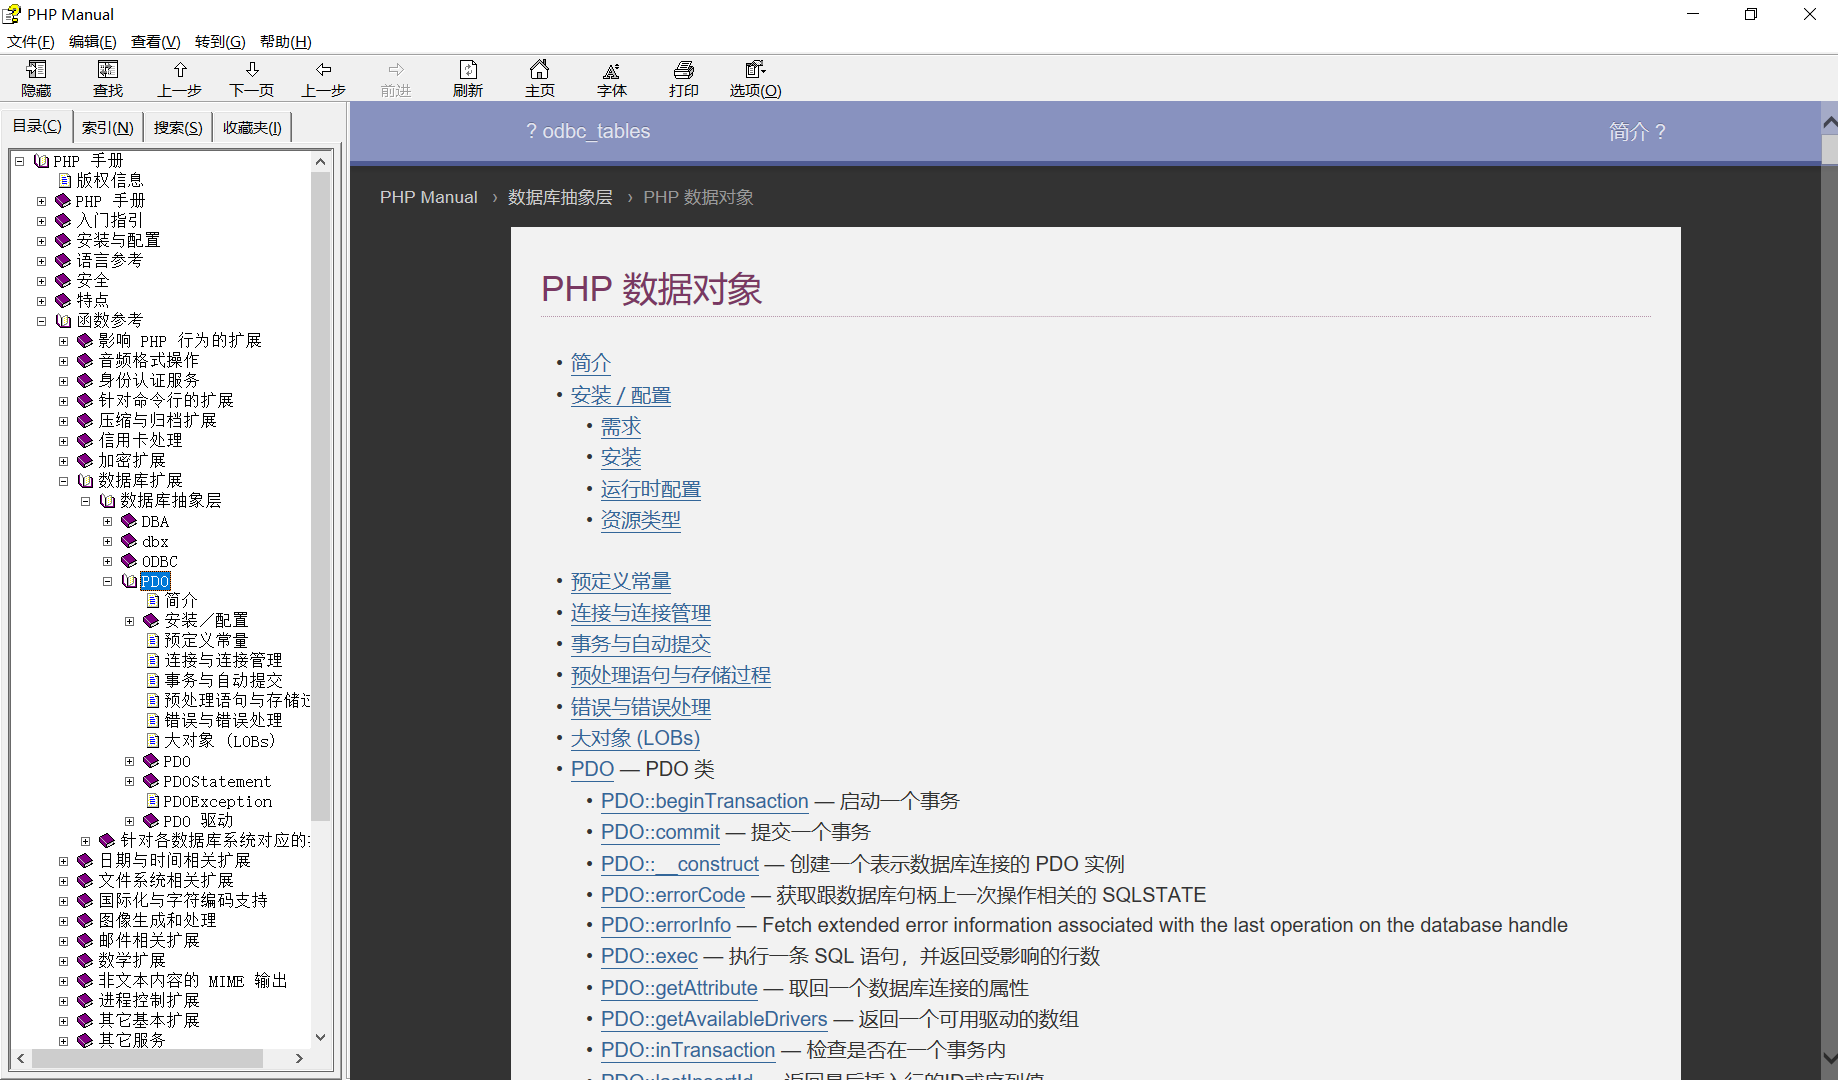 PHP Manual
文件(F) 编辑(E) 查看(V) 转到(G) 帮助(H)
隐藏 查找 上一步 下一页 上一步 前进 刷新 主页 字体 打印 选项(O)
目录(C) 索引(N) 搜索(S) 收藏夹(I)
PHP 手册
版权信息
PHP 手册
入门指引
安装与配置
语言参考
安全
特点
函数参考
影响 PHP 行为的扩展
音频格式操作
身份认证服务
针对命令行的扩展
压缩与归档扩展
信用卡处理
加密扩展
数据库扩展
数据库抽象层
DBA
dbx
ODBC
PDO
简介
安装／配置
预定义常量
连接与连接管理
事务与自动提交
预处理语句与存储过
错误与错误处理
大对象 (LOBs)
PDO
PDOStatement
PDOException
PDO 驱动
针对各数据库系统对应的
日期与时间相关扩展
文件系统相关扩展
国际化与字符编码支持
图像生成和处理
邮件相关扩展
数学扩展
非文本内容的 MIME 输出
进程控制扩展
其它基本扩展
其它服务
? odbc_tables
简介 ?
PHP Manual › 数据库抽象层 › PHP 数据对象
PHP 数据对象
• 简介
• 安装／配置
• 需求
• 安装
• 运行时配置
• 资源类型
• 预定义常量
• 连接与连接管理
• 事务与自动提交
• 预处理语句与存储过程
• 错误与错误处理
• 大对象 (LOBs)
• PDO — PDO 类
• PDO::beginTransaction — 启动一个事务
• PDO::commit — 提交一个事务
• PDO::__construct — 创建一个表示数据库连接的 PDO 实例
• PDO::errorCode — 获取跟数据库句柄上一次操作相关的 SQLSTATE
• PDO::errorInfo — Fetch extended error information associated with the last operation on the database handle
• PDO::exec — 执行一条 SQL 语句，并返回受影响的行数
• PDO::getAttribute — 取回一个数据库连接的属性
• PDO::getAvailableDrivers — 返回一个可用驱动的数组
• PDO::inTransaction — 检查是否在一个事务内
• PDO::lastInsertId — 返回最后插入行的ID或序列值